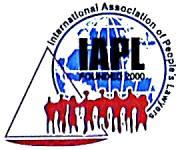 International Association of People's Lawyers
IAPL
FOUNDED 2000